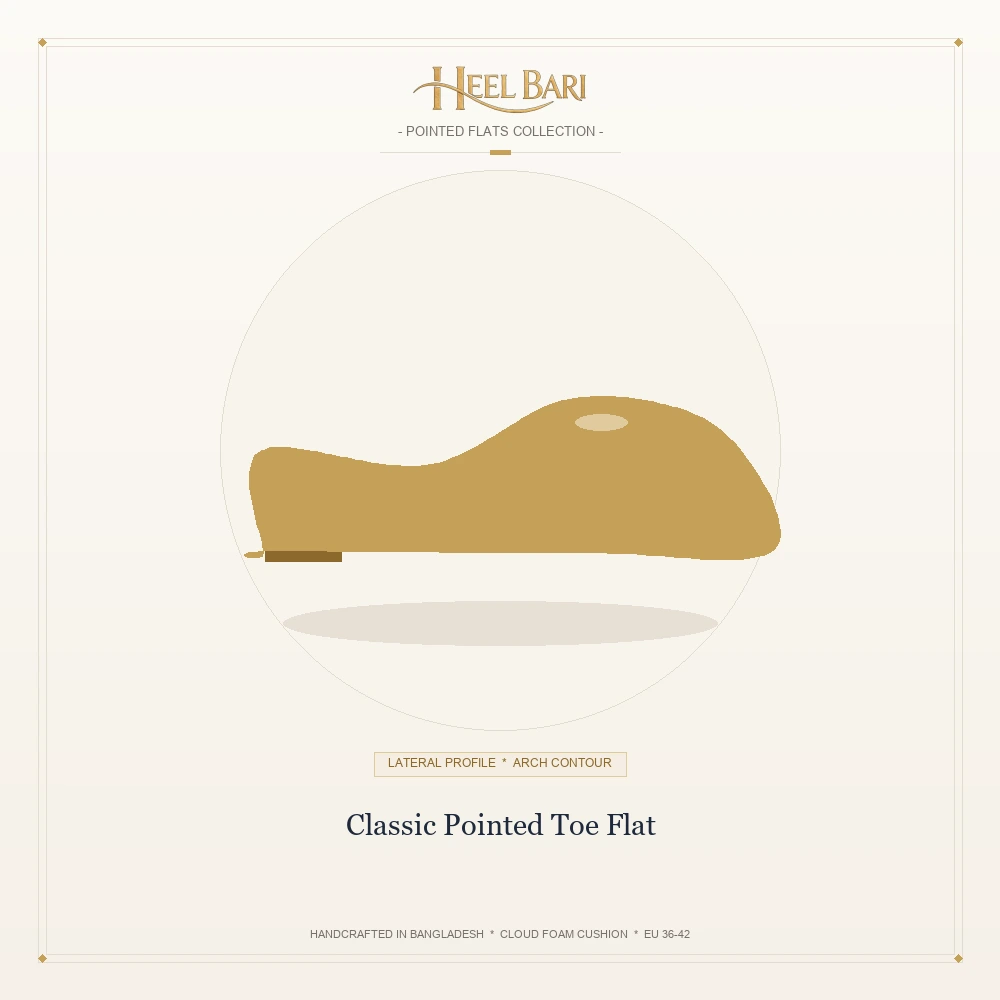 HEEL BARI
- POINTED FLATS COLLECTION -
LATERAL PROFILE * ARCH CONTOUR
Classic Pointed Toe Flat
HANDCRAFTED IN BANGLADESH * CLOUD FOAM CUSHION * EU 36-42